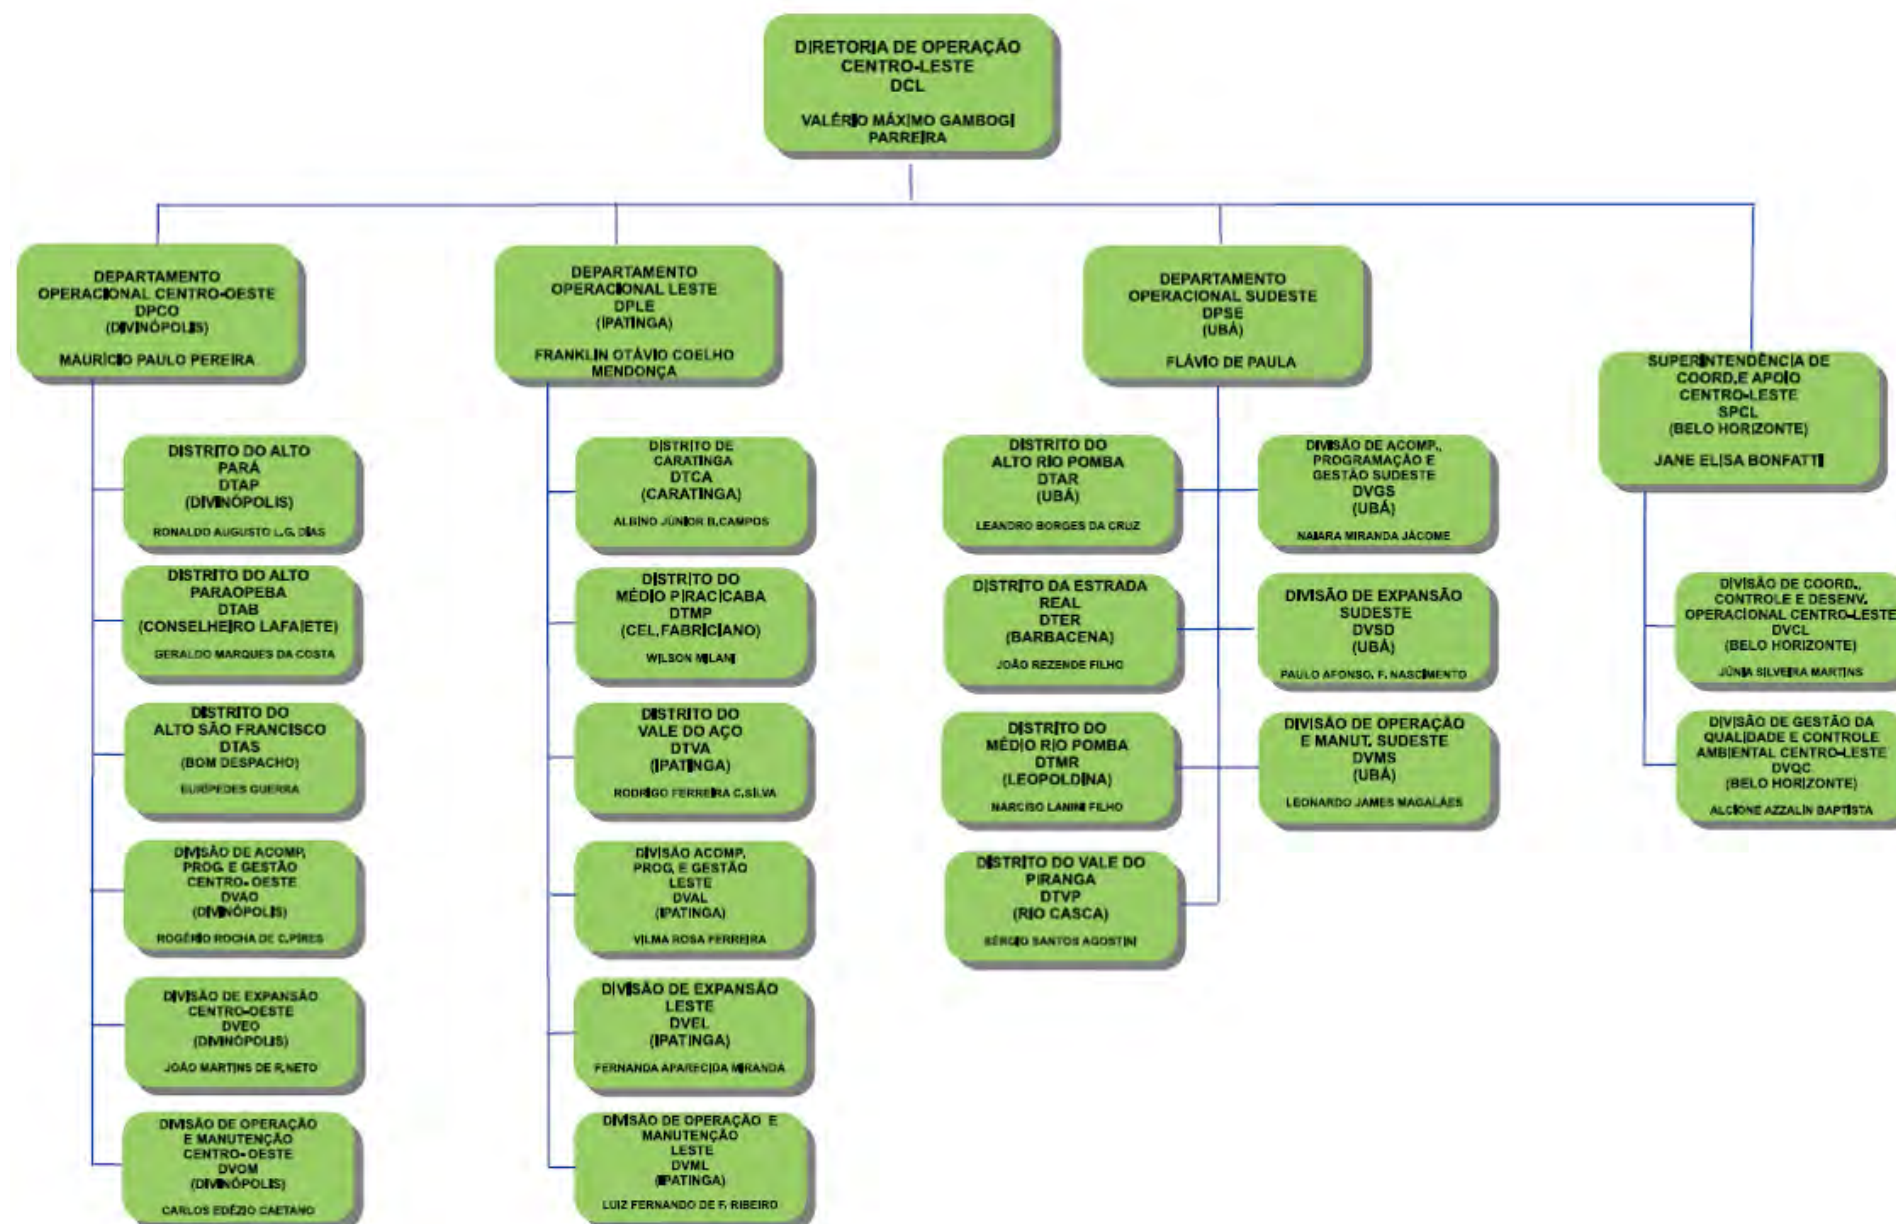 DIRETORIA DE OPERAÇÃO
CENTRO-LESTE
DCL
VALÉRIO MÁXIMO GAMBOGI
PARREIRA
DEPARTAMENTO
OPERACIONAL CENTRO-OESTE
DPCO
(DIVINÓPOLIS)
MAURÍCIO PAULO PEREIRA
DISTRITO DO ALTO
PARÁ
DTAP
(DIVINÓPOLIS)
RONALDO AUGUSTO L.G. DIAS
DISTRITO DO ALTO
PARAOPEBA
DTAB
(CONSELHEIRO LAFAIETE)
GERALDO MARQUES DA COSTA
DISTRITO DO
ALTO SÃO FRANCISCO
DTAS
(BOM DESPACHO)
EURÍPEDES GUERRA
DIVISÃO DE ACOMP.
PROG. E GESTÃO
CENTRO- OESTE
DVAO
(DIVINÓPOLIS)
ROGÉRIO ROCHA DE C.PIRES
DIVISÃO DE EXPANSÃO
CENTRO-OESTE
DVEO
(DIVINÓPOLIS)
JOÃO MARTINS DE R.NETO
DIVISÃO DE OPERAÇÃO
E MANUTENÇÃO
CENTRO- OESTE
DVOM
(DIVINÓPOLIS)
CARLOS EDÉZIO CAETANO
DEPARTAMENTO
OPERACIONAL LESTE
DPLE
(IPATINGA)
FRANKLIN OTÁVIO COELHO
MENDONÇA
DISTRITO DE
CARATINGA
DTCA
(CARATINGA)
ALBINO JÚNIOR B.CAMPOS
DISTRITO DO
MÉDIO PIRACICABA
DTMP
(CEL.FABRICIANO)
WILSON MILANI
DISTRITO DO
VALE DO AÇO
DTVA
(IPATINGA)
RODRIGO FERREIRA C.SILVA
DIVISÃO ACOMP.
PROG. E GESTÃO
LESTE
DVAL
(IPATINGA)
VILMA ROSA FERREIRA
DIVISÃO DE EXPANSÃO
LESTE
DVEL
(IPATINGA)
FERNANDA APARECIDA MIRANDA
DIVISÃO DE OPERAÇÃO E
MANUTENÇÃO
LESTE
DVML
(IPATINGA)
LUIZ FERNANDO DE F. RIBEIRO
DEPARTAMENTO
OPERACIONAL SUDESTE
DPSE
(UBÁ)
FLÁVIO DE PAULA
DISTRITO DO
ALTO RIO POMBA
DTAR
(UBÁ)
LEANDRO BORGES DA CRUZ
DISTRITO DA ESTRADA
REAL
DTER
(BARBACENA)
JOÃO REZENDE FILHO
DISTRITO DO
MÉDIO RIO POMBA
DTMR
(LEOPOLDINA)
NARCISO LANINI FILHO
DISTRITO DO VALE DO
PIRANGA
DTVP
(RIO CASCA)
SÉRGIO SANTOS AGOSTINI
DIVISÃO DE ACOMP.,
PROGRAMAÇÃO E
GESTÃO SUDESTE
DVGS
(UBÁ)
NAIARA MIRANDA JÁCOME
DIVISÃO DE EXPANSÃO
SUDESTE
DVSD
(UBÁ)
PAULO AFONSO. F. NASCIMENTO
DIVISÃO DE OPERAÇÃO
E MANUT. SUDESTE
DVMS
(UBÁ)
LEONARDO JAMES MAGALÃES
SUPERINTENDÊNCIA DE
COORD.E APOIO
CENTRO-LESTE
SPCL
(BELO HORIZONTE)
JANE ELISA BONFATTI
DIVISÃO DE COORD.,
CONTROLE E DESENV.
OPERACIONAL CENTRO-LESTE
DVCL
(BELO HORIZONTE)
JÚNIA SILVEIRA MARTINS
DIVISÃO DE GESTÃO DA
QUALIDADE E CONTROLE
AMBIENTAL CENTRO-LESTE
DVQC
(BELO HORIZONTE)
ALCIONE AZZALIN BAPTISTA